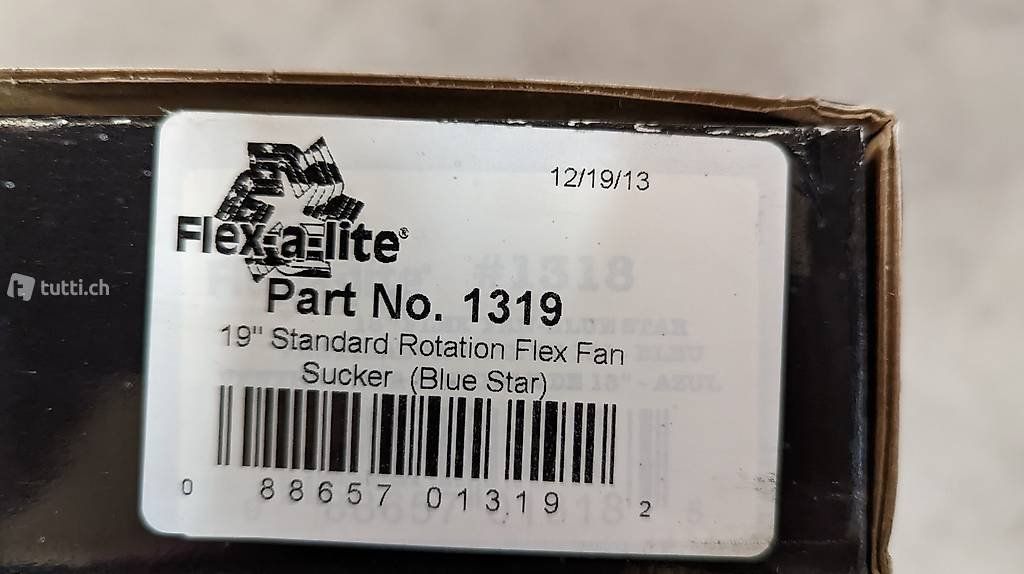 12/19/13
Flex-a-lite®
#1318
Part No. 1319
19" Standard Rotation Flex Fan
Sucker (Blue Star)
0 88657 01319 2
tutti.ch